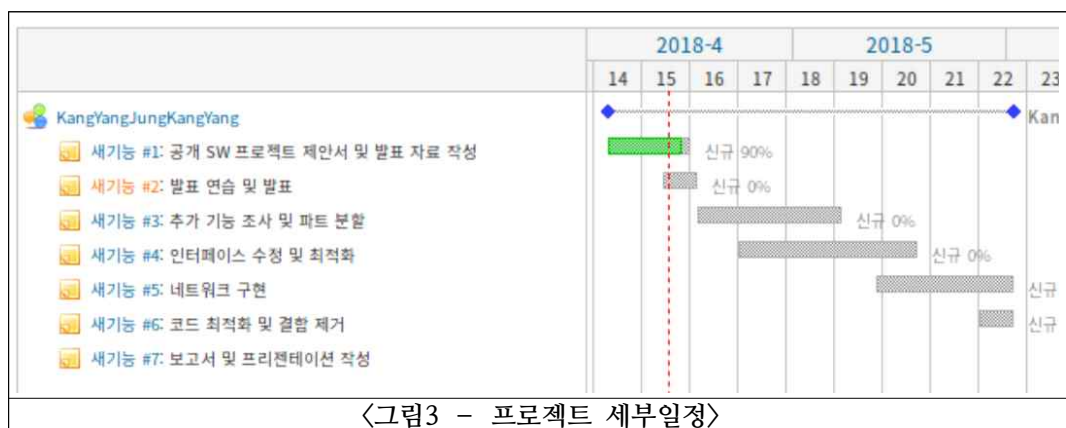 2018-4 2018-5
14 15 16 17 18 19 20 21 22 23
KangYangJungKangYang Kan
새기능 #1: 공개 SW 프로젝트 제안서 및 발표 자료 작성 신규 90%
새기능 #2: 발표 연습 및 발표 신규 0%
새기능 #3: 추가 기능 조사 및 파트 분할 신규 0%
새기능 #4: 인터페이스 수정 및 최적화 신규 0%
새기능 #5: 네트워크 구현 신규
새기능 #6: 코드 최적화 및 결함 제거 신규
새기능 #7: 보고서 및 프리젠테이션 작성
<그림3 - 프로젝트 세부일정>